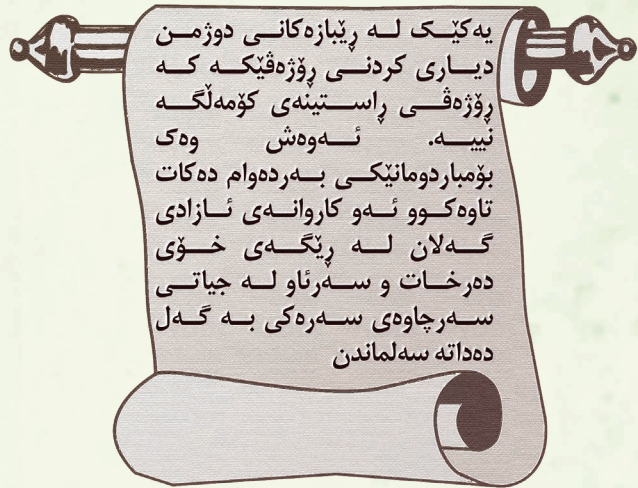 یەکێک لە ڕێبازەکانی دوژمن
دیاری کردنی ڕۆژەڤێکە کە
ڕۆژەڤی ڕاستینەی کۆمەڵگە
نییە. ئەوەش وەک
بۆمباردومانێکی بەردەوام دەکات
تاوەکوو ئەو کاروانەی ئازادی
گەلان لە ڕێگەی خۆی
دەرخات و سەرئاو لە جیاتی
سەرچاوەی سەرەکی بە گەل
دەداتە سەلماندن